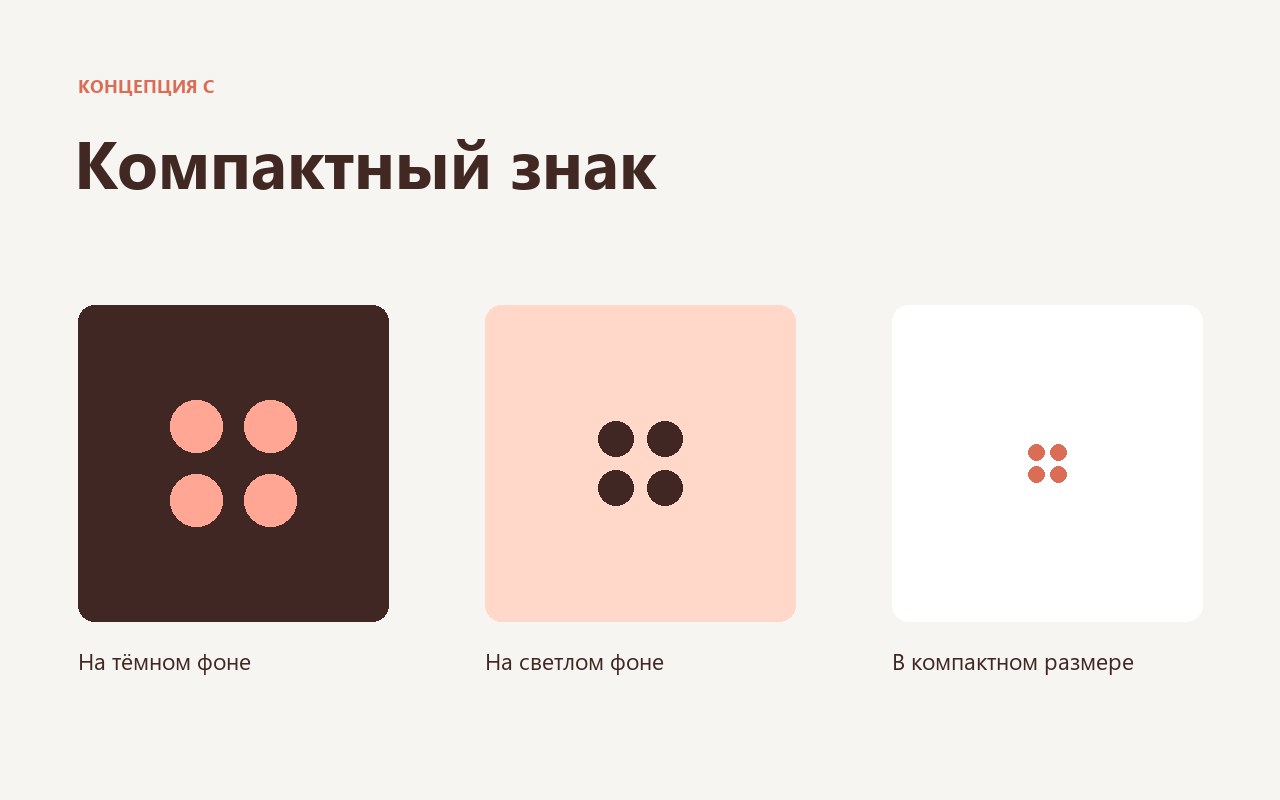 КОНЦЕПЦИЯ C
Компактный знак
На тёмном фоне
На светлом фоне
В компактном размере